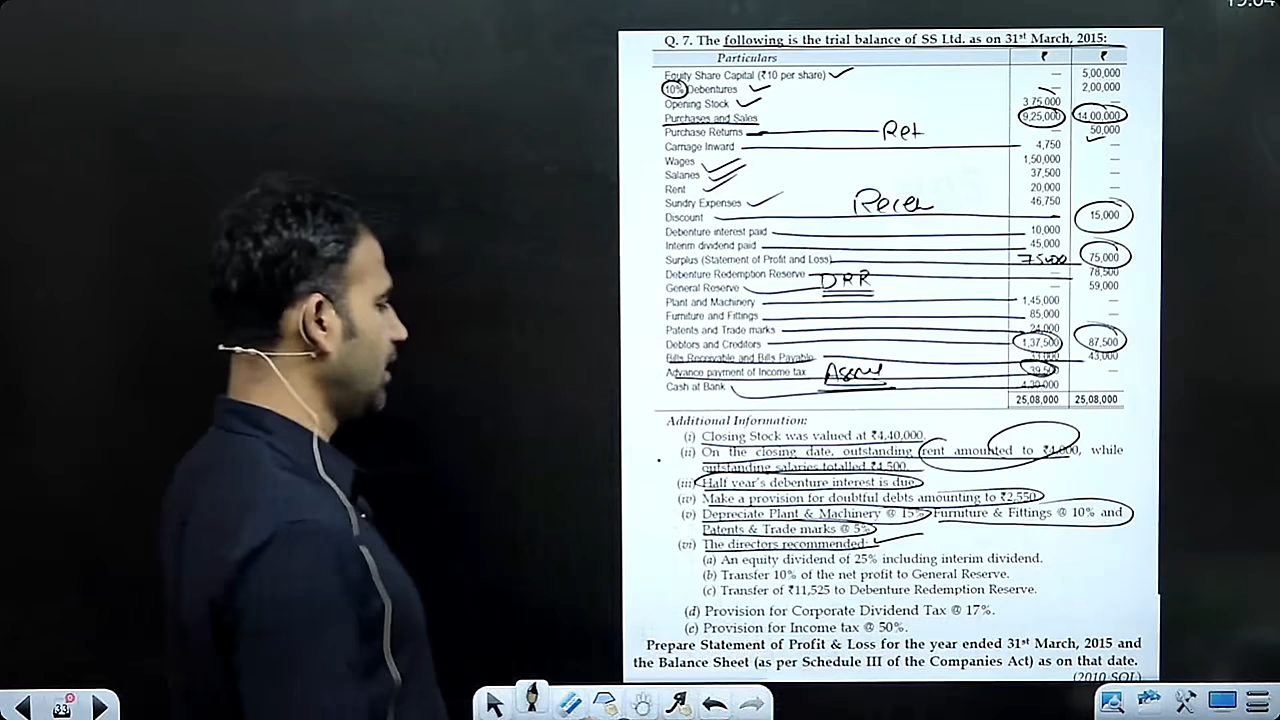 19:04
Q. 7. The following is the trial balance of SS Ltd. as on 31st March, 2015:
Particulars ₹ ₹
Equity Share Capital (₹10 per share) — 5,00,000
10% Debentures — 2,00,000
Opening Stock 3,75,000 —
Purchases and Sales 9,25,000 14,00,000
Purchase Returns Ret — 50,000
Carriage Inward 4,750 —
Wages 1,50,000 —
Salaries 37,500 —
Rent 20,000 —
Sundry Expenses 46,750 —
Discount 15,000
Debenture interest paid 10,000 —
Interim dividend paid 45,000 —
Surplus (Statement of Profit and Loss) 75,000
Debenture Redemption Reserve — 78,500
General Reserve DRR — 59,000
Plant and Machinery 1,45,000 —
Furniture and Fittings 85,000 —
Patents and Trade marks 24,000 —
Debtors and Creditors 1,37,500 87,500
Bills Receivable and Bills Payable 33,000 43,000
Advance payment of Income tax 39,500 —
Cash at Bank 4,30,000
25,08,000 25,08,000
Additional Information:
(i) Closing Stock was valued at ₹4,40,000.
(ii) On the closing date, outstanding rent amounted to ₹4,000, while
outstanding salaries totalled ₹4,500.
(iii) Half year's debenture interest is due.
(iv) Make a provision for doubtful debts amounting to ₹2,550.
(v) Depreciate Plant & Machinery @ 15% Furniture & Fittings @ 10% and
Patents & Trade marks @ 5%
(vi) The directors recommended:
(a) An equity dividend of 25% including interim dividend.
(b) Transfer 10% of the net profit to General Reserve.
(c) Transfer of ₹11,525 to Debenture Redemption Reserve.
(d) Provision for Corporate Dividend Tax @ 17%.
(e) Provision for Income tax @ 50%.
Prepare Statement of Profit & Loss for the year ended 31st March, 2015 and
the Balance Sheet (as per Schedule III of the Companies Act) as on that date.
(2010 SOL)
33